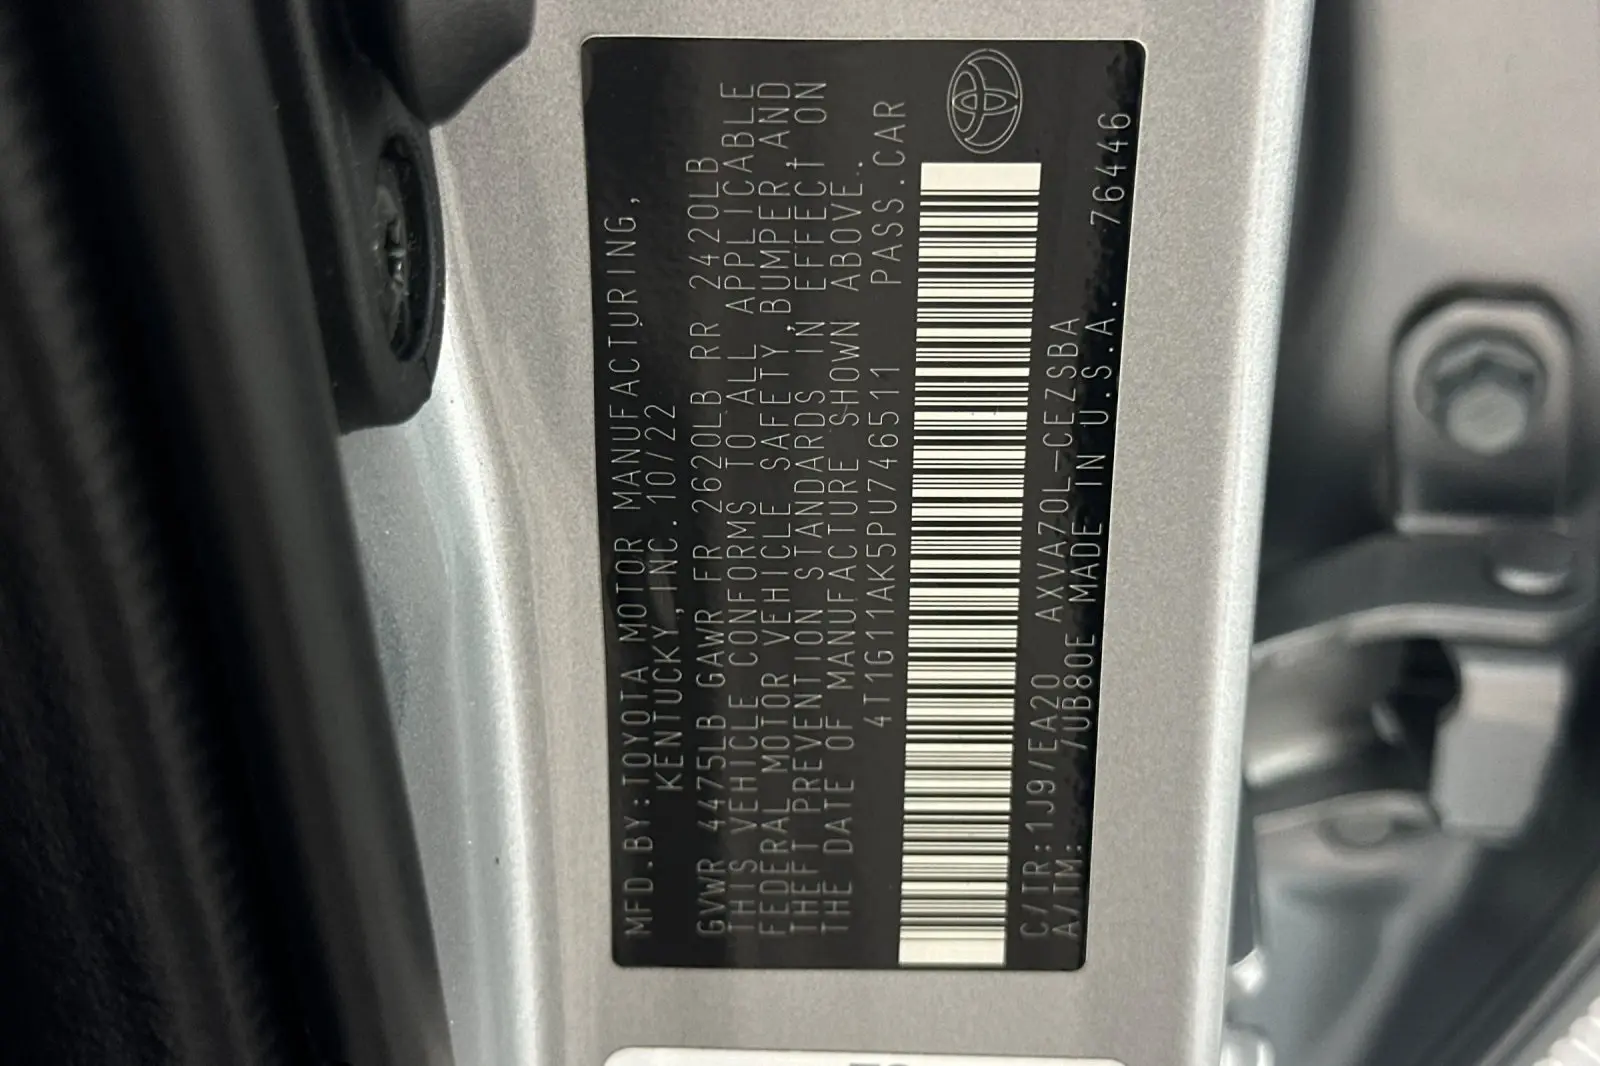 MFD.BY:TOYOTA MOTOR MANUFACTURING,
KENTUCKY,INC. 10/22
GVWR 4475LB GAWR FR 2620LB RR 2420LB
THIS VEHICLE CONFORMS TO ALL APPLICABLE
FEDERAL MOTOR VEHICLE SAFETY,BUMPER,AND
THEFT PREVENTION STANDARDS IN EFFECT ON
THE DATE OF MANUFACTURE SHOWN ABOVE.
4T1G11AK5PU746511 PASS.CAR
C/TR:1J9/EA20 AXVA70L-CEZSBA
A/TM: -/UB80E MADE IN U.S.A. 76446